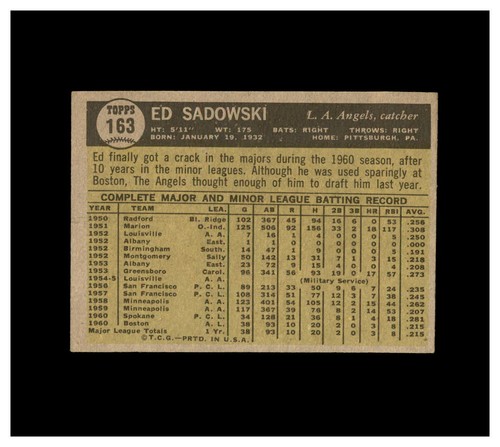 TOPPS
163
ED SADOWSKI
L. A. Angels, catcher
HT: 5'11" WT: 175 BATS: RIGHT THROWS: RIGHT
BORN: JANUARY 19, 1932 HOME: PITTSBURGH, PA.
Ed finally got a crack in the majors during the 1960 season, after
10 years in the minor leagues. Although he was used sparingly at
Boston, The Angels thought enough of him to draft him last year.
COMPLETE MAJOR AND MINOR LEAGUE BATTING RECORD
YEAR TEAM LEA. G AB R H 2B 3B HR RBI AVG.
1950 Radford Bl. Ridge 102 367 45 94 16 6 0 53 .256
1951 Marion O.-Ind. 125 506 92 156 33 2 18 117 .308
1952 Louisville A. A. 7 16 2 0 0 0 0 0 .000
1952 Albany East. 1 1 0 0 0 0 0 0 .000
1952 Birmingham South. 14 47 5 9 1 0 0 5 .191
1952 Montgomery Sally 50 142 13 31 7 1 3 15 .218
1953 Albany East. 23 72 9 15 4 0 0 4 .208
1953 Greensboro Carol. 96 341 56 93 19 0 17 57 .273
1954-5 Louisville A. A. (Military Service)
1956 San Francisco P. C. L. 89 213 33 50 9 6 7 24 .235
1957 San Francisco P. C. L. 108 314 51 77 12 3 7 38 .245
1958 Minneapolis A. A. 123 401 54 105 12 2 15 44 .262
1959 Minneapolis A. A. 117 367 39 76 8 2 14 53 .207
1960 Spokane P. C. L. 34 128 21 36 8 1 4 18 .281
1960 Boston A. L. 38 93 10 20 2 0 3 8 .215
Major League Totals 1 Yr. 38 93 10 20 2 0 3 8 .215
©T.C.G.—PRTD. IN U.S.A.